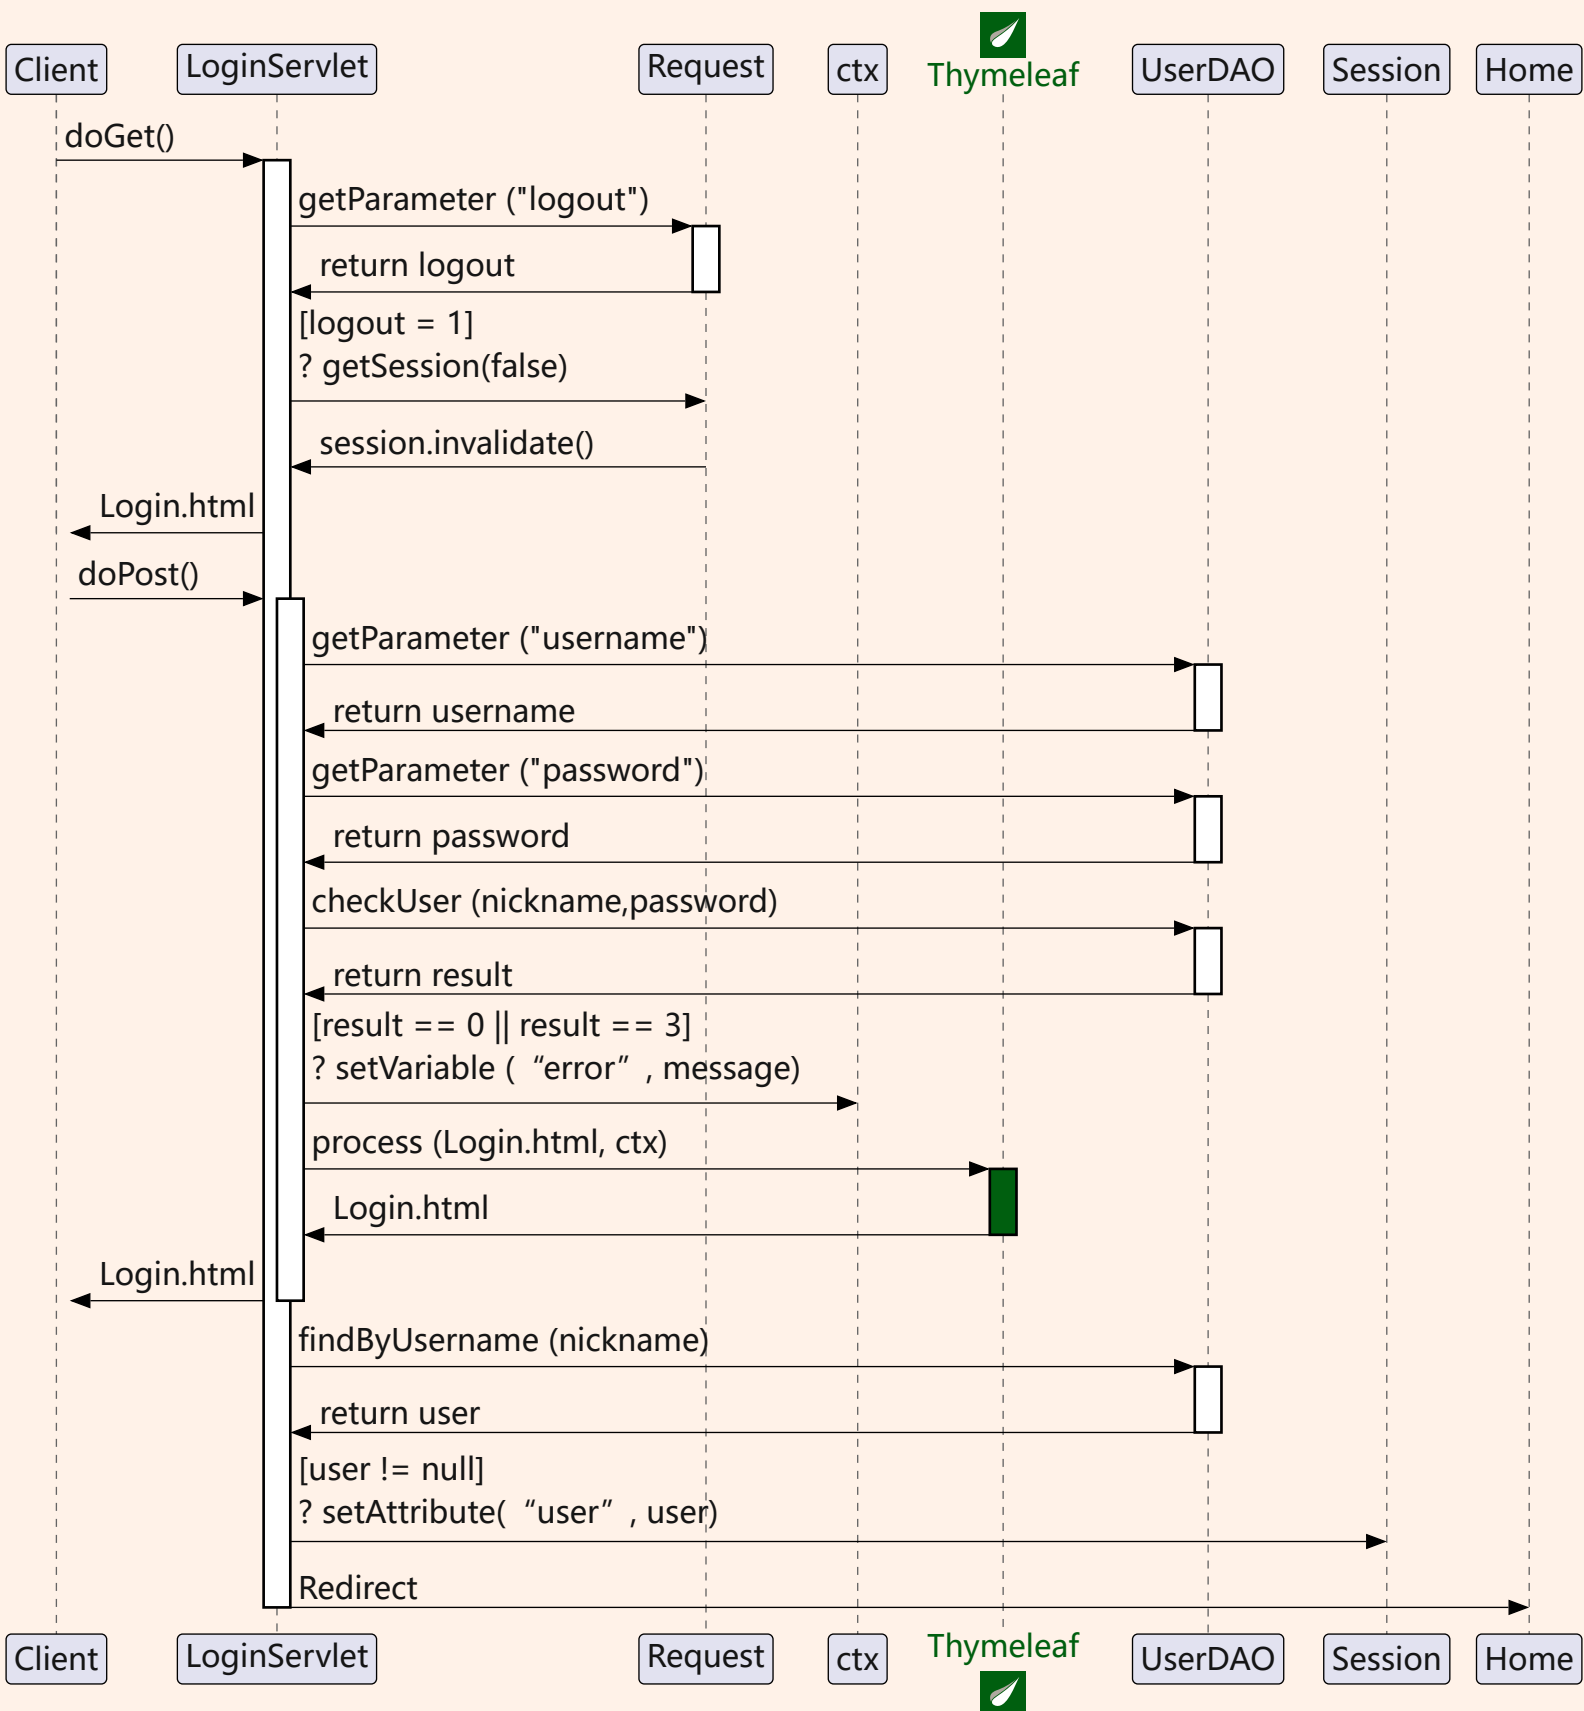 Client
LoginServlet
Request
ctx
Thymeleaf
UserDAO
Session
Home
doGet()
getParameter ("logout")
return logout
[logout = 1]
? getSession(false)
session.invalidate()
Login.html
doPost()
getParameter ("username")
return username
getParameter ("password")
return password
checkUser (nickname,password)
return result
[result == 0 || result == 3]
? setVariable ( “error” , message)
process (Login.html, ctx)
Login.html
Login.html
findByUsername (nickname)
return user
[user != null]
? setAttribute( “user” , user)
Redirect
Client
LoginServlet
Request
ctx
Thymeleaf
UserDAO
Session
Home